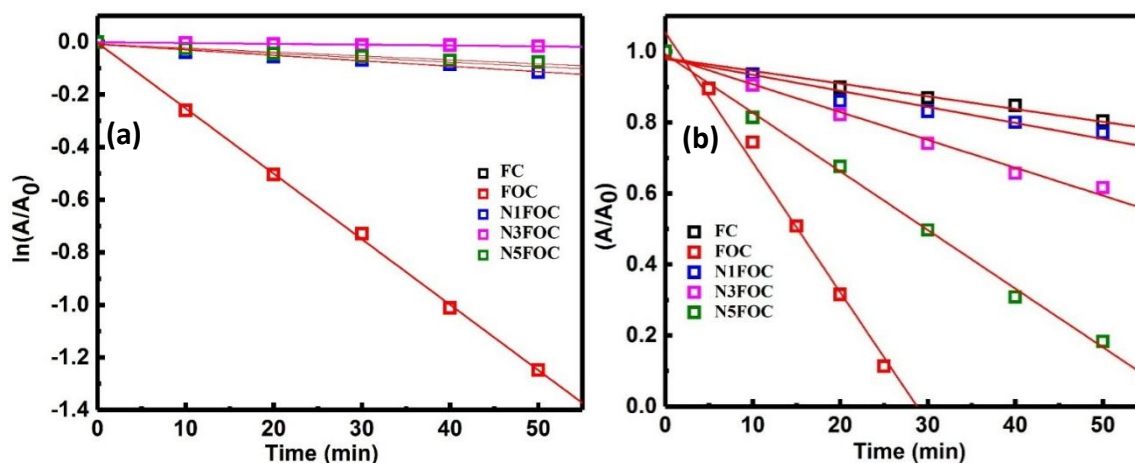 0.0
-0.2
-0.4
-0.6
-0.8
-1.0
-1.2
-1.4
ln(A/A0)
(a)
FC
FOC
N1FOC
N3FOC
N5FOC
0 10 20 30 40 50
Time (min)
1.0
0.8
0.6
0.4
0.2
0.0
(A/A0)
(b)
FC
FOC
N1FOC
N3FOC
N5FOC
0 10 20 30 40 50
Time (min)